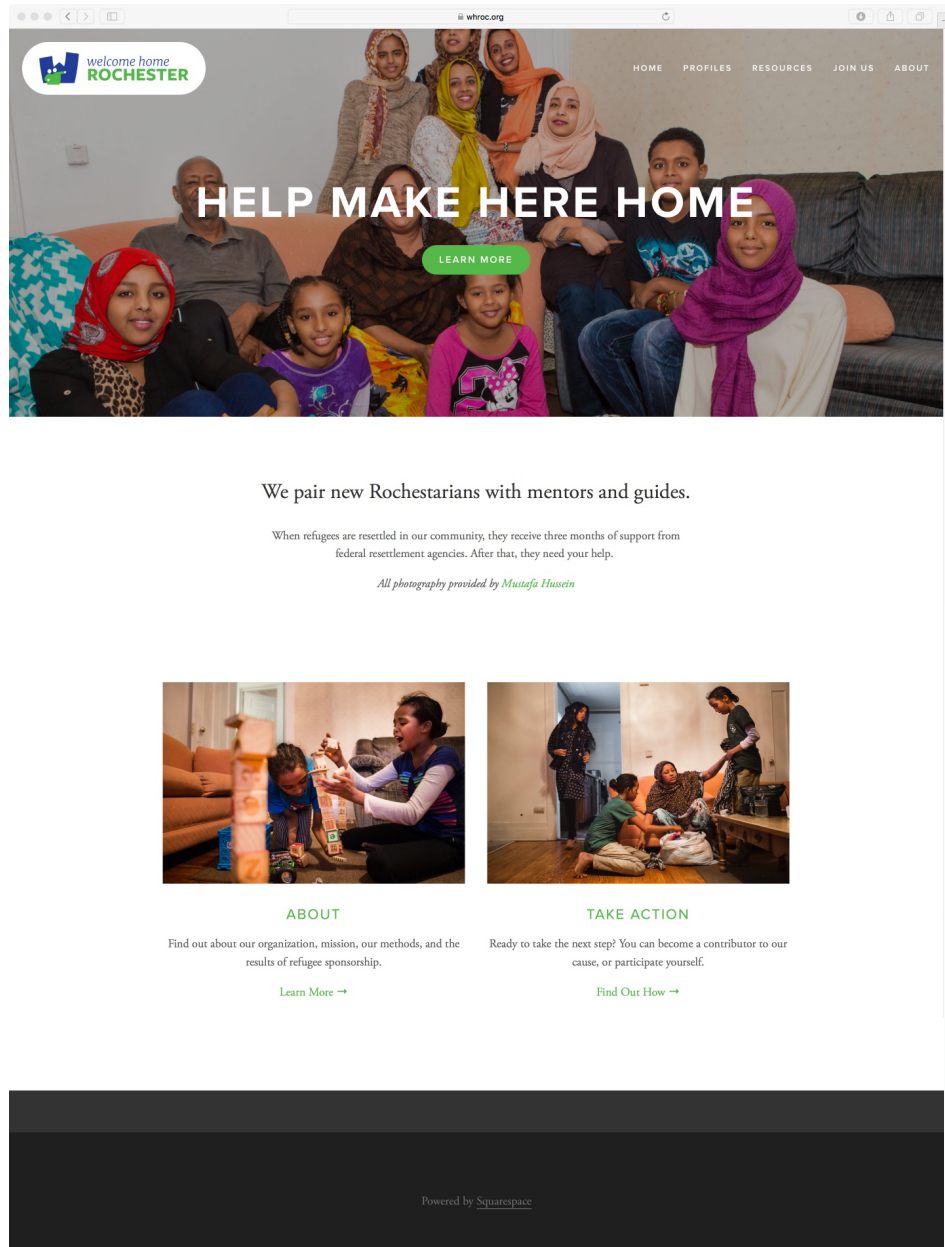 whroc.org
welcome home
ROCHESTER
HOME PROFILES RESOURCES JOIN US ABOUT
HELP MAKE HERE HOME
LEARN MORE
We pair new Rochestarians with mentors and guides.
When refugees are resettled in our community, they receive three months of support from
federal resettlement agencies. After that, they need your help.
All photography provided by Mustafa Hussein
ABOUT
Find out about our organization, mission, our methods, and the
results of refugee sponsorship.
Learn More →
TAKE ACTION
Ready to take the next step? You can become a contributor to our
cause, or participate yourself.
Find Out How →
Powered by Squarespace